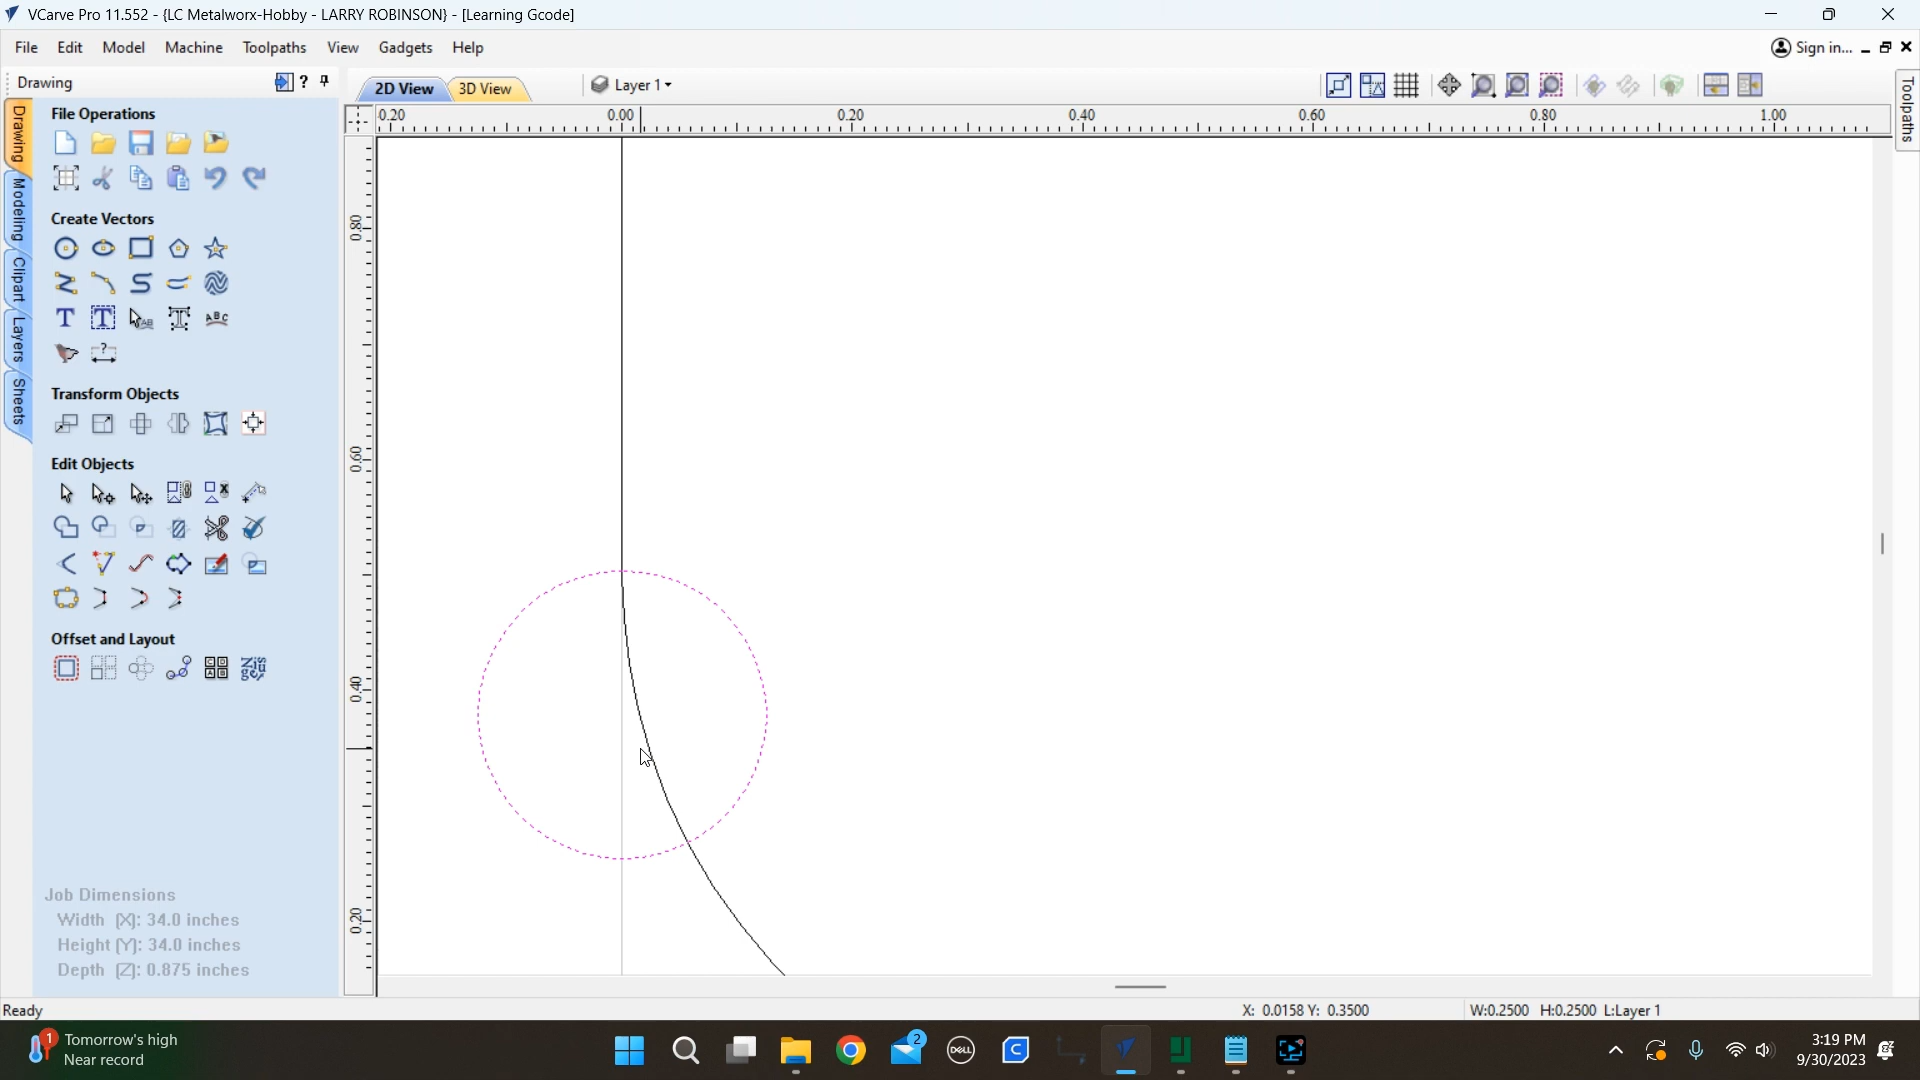 VCarve Pro 11.552 - {LC Metalworx-Hobby - LARRY ROBINSON} - [Learning Gcode]
File Edit Model Machine Toolpaths View Gadgets Help
Sign in...
Drawing
2D View 3D View Layer 1
Toolpaths
0.20 0.00 0.20 0.40 0.60 0.80 1.00
Drawing
Modeling
Clipart
Layers
Sheets
File Operations
Create Vectors
Transform Objects
Edit Objects
Offset and Layout
0.80
0.60
0.40
0.20
Job Dimensions
Width (X): 34.0 inches
Height (Y): 34.0 inches
Depth (Z): 0.875 inches
Ready
X: 0.0158 Y: 0.3500
W:0.2500 H:0.2500 L:Layer 1
1
Tomorrow's high
Near record
2
DELL
3:19 PM
9/30/2023